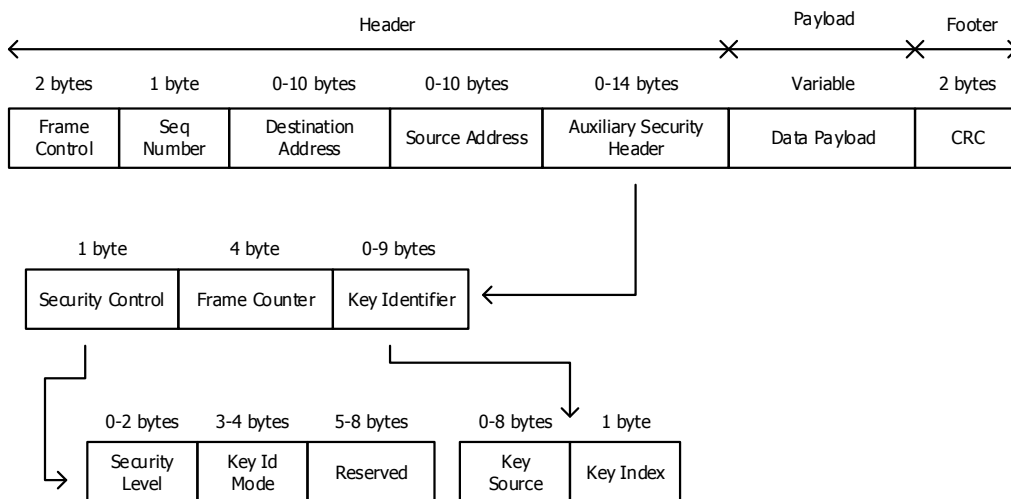 Header
Payload
Footer
2 bytes
1 byte
0-10 bytes
0-10 bytes
0-14 bytes
Variable
2 bytes
Frame
Control
Seq
Number
Destination
Address
Source Address
Auxiliary Security
Header
Data Payload
CRC
1 byte
4 byte
0-9 bytes
Security Control
Frame Counter
Key Identifier
0-2 bytes
3-4 bytes
5-8 bytes
0-8 bytes
1 byte
Security
Level
Key Id
Mode
Reserved
Key
Source
Key Index